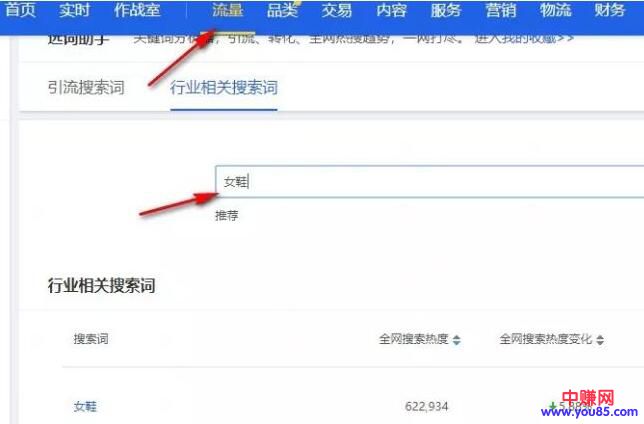 首页 实时 作战室 流量 品类 交易 内容 服务 营销 物流 财务
选词助手 关键词分析，引流、转化、全网热搜趋势，一网打尽。 进入我的收藏>>
引流搜索词 行业相关搜索词
女鞋
推荐
行业相关搜索词
搜索词 全网搜索热度 全网搜索热度变化
女鞋 622,934
中赚网
www.you85.com